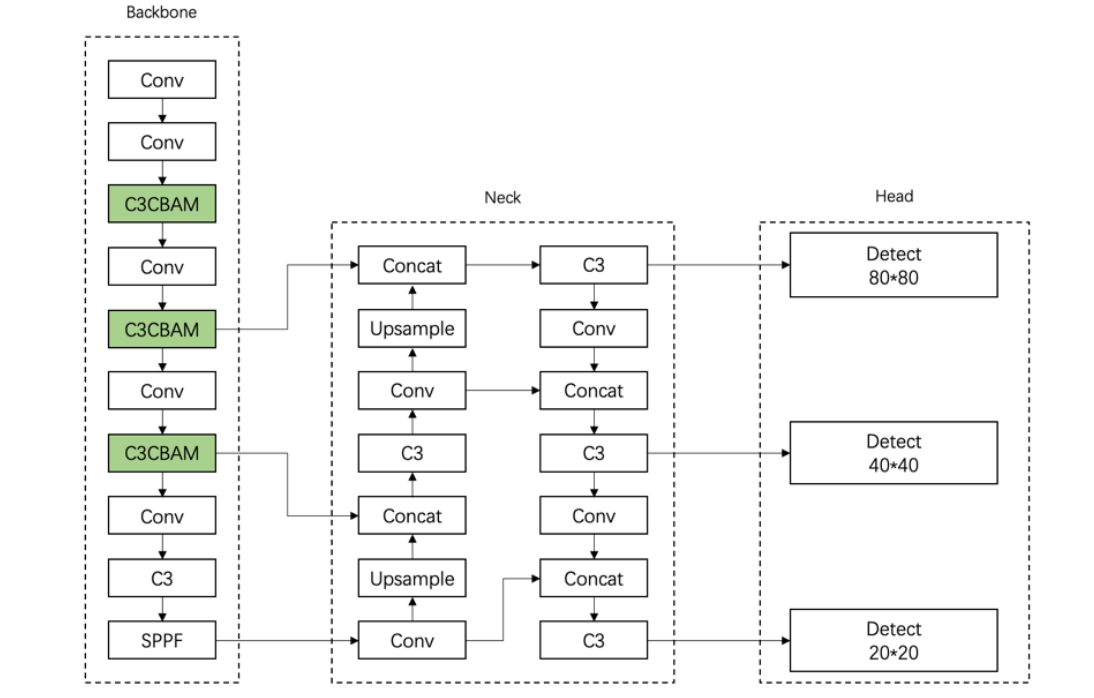 Backbone
Conv
Conv
C3CBAM
Conv
C3CBAM
Conv
C3CBAM
Conv
C3
SPPF
Neck
Concat
Upsample
Conv
C3
Concat
Upsample
Conv
C3
Conv
Concat
C3
Conv
Concat
C3
Head
Detect
80*80
Detect
40*40
Detect
20*20